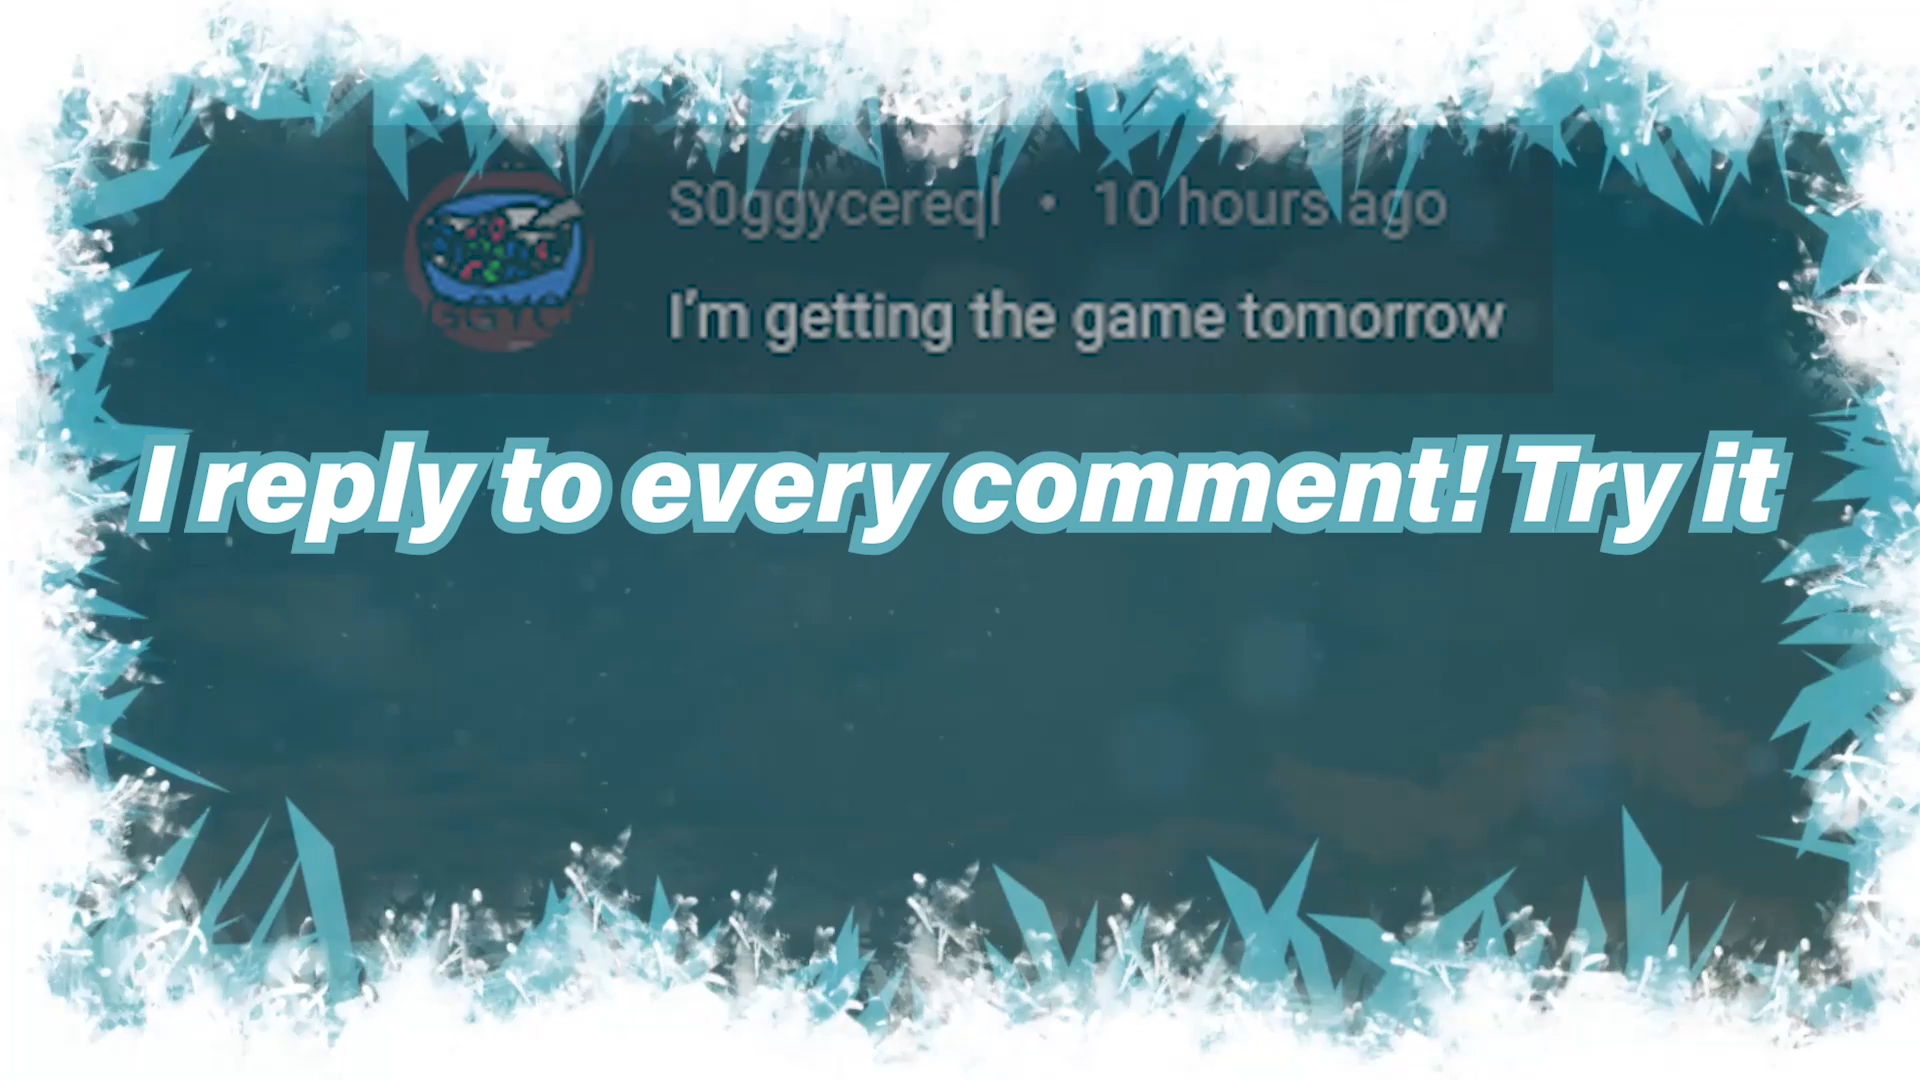 S0ggycereql • 10 hours ago
I'm getting the game tomorrow
I reply to every comment! Try it